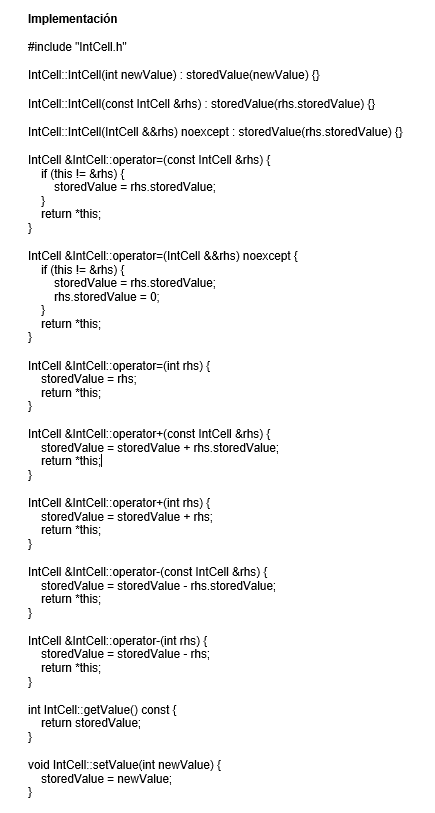 Implementación
#include "IntCell.h"
IntCell::IntCell(int newValue) : storedValue(newValue) {}
IntCell::IntCell(const IntCell &rhs) : storedValue(rhs.storedValue) {}
IntCell::IntCell(IntCell &&rhs) noexcept : storedValue(rhs.storedValue) {}
IntCell &IntCell::operator=(const IntCell &rhs) {
    if (this != &rhs) {
        storedValue = rhs.storedValue;
    }
    return *this;
}
IntCell &IntCell::operator=(IntCell &&rhs) noexcept {
    if (this != &rhs) {
        storedValue = rhs.storedValue;
        rhs.storedValue = 0;
    }
    return *this;
}
IntCell &IntCell::operator=(int rhs) {
    storedValue = rhs;
    return *this;
}
IntCell &IntCell::operator+(const IntCell &rhs) {
    storedValue = storedValue + rhs.storedValue;
    return *this;
}
IntCell &IntCell::operator+(int rhs) {
    storedValue = storedValue + rhs;
    return *this;
}
IntCell &IntCell::operator-(const IntCell &rhs) {
    storedValue = storedValue - rhs.storedValue;
    return *this;
}
IntCell &IntCell::operator-(int rhs) {
    storedValue = storedValue - rhs;
    return *this;
}
int IntCell::getValue() const {
    return storedValue;
}
void IntCell::setValue(int newValue) {
    storedValue = newValue;
}